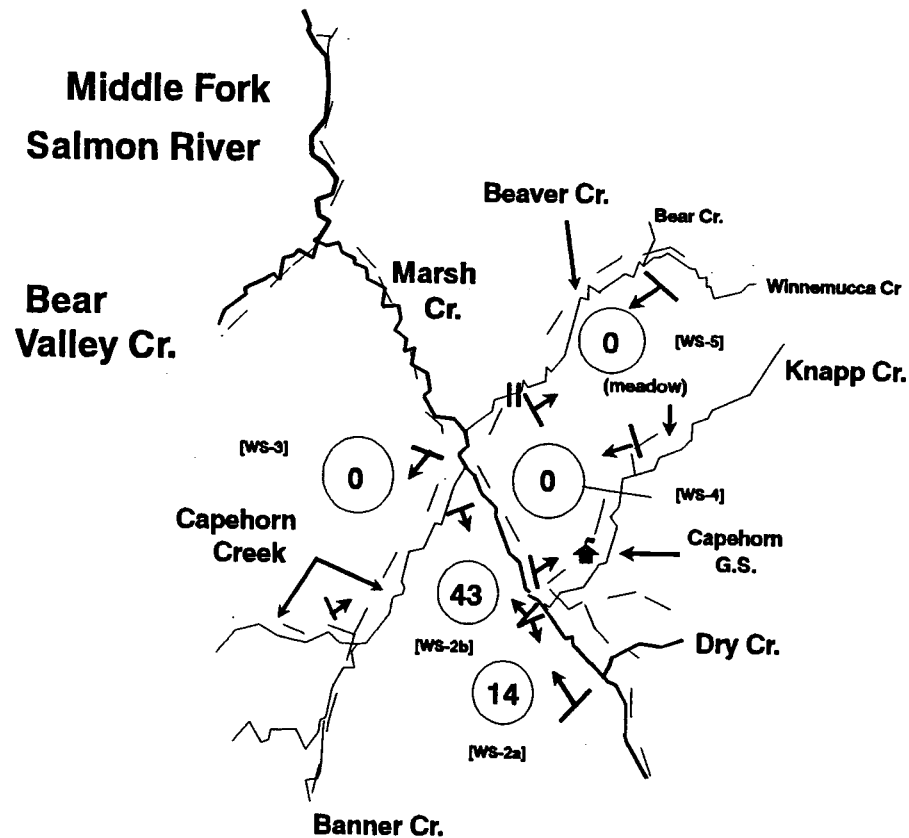 Middle Fork
Salmon River
Beaver Cr.
Bear Cr.
Marsh
Cr.
Winnemucca Cr
Bear
Valley Cr.
0
[WS-5]
(meadow)
Knapp Cr.
[WS-3]
0
0
[WS-4]
Capehorn
Creek
Capehorn
G.S.
43
[WS-2b]
Dry Cr.
14
[WS-2a]
Banner Cr.